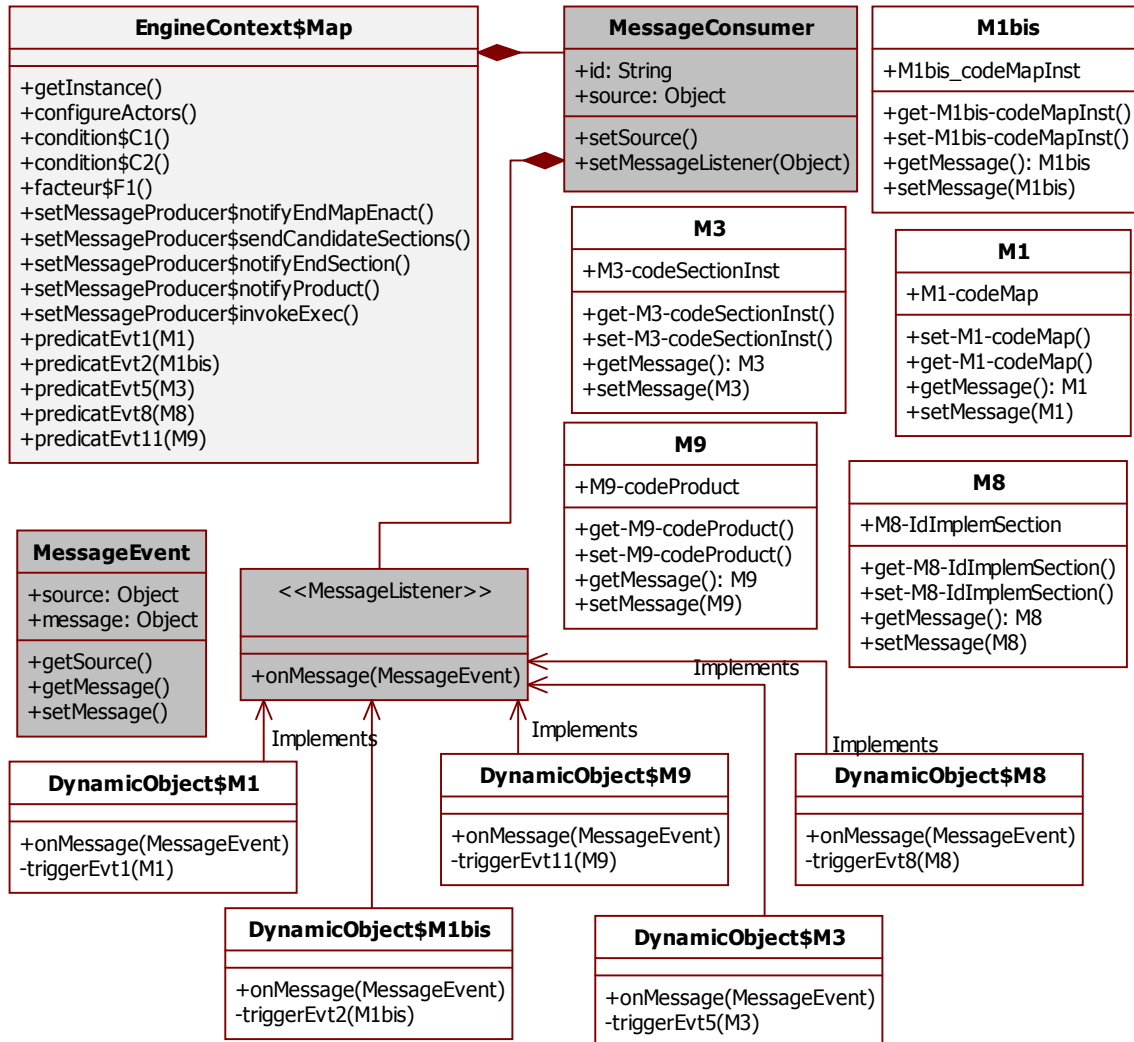 EngineContext$Map
+getInstance()
+configureActors()
+condition$C1()
+condition$C2()
+facteur$F1()
+setMessageProducer$notifyEndMapEnact()
+setMessageProducer$sendCandidateSections()
+setMessageProducer$notifyEndSection()
+setMessageProducer$notifyProduct()
+setMessageProducer$invokeExec()
+predicatEvt1(M1)
+predicatEvt2(M1bis)
+predicatEvt5(M3)
+predicatEvt8(M8)
+predicatEvt11(M9)
MessageConsumer
+id: String
+source: Object
+setSource()
+setMessageListener(Object)
M1bis
+M1bis_codeMapInst
+get-M1bis-codeMapInst()
+set-M1bis-codeMapInst()
+getMessage(): M1bis
+setMessage(M1bis)
M3
+M3-codeSectionInst
+get-M3-codeSectionInst()
+set-M3-codeSectionInst()
+getMessage(): M3
+setMessage(M3)
M1
+M1-codeMap
+set-M1-codeMap()
+get-M1-codeMap()
+getMessage(): M1
+setMessage(M1)
M9
+M9-codeProduct
+get-M9-codeProduct()
+set-M9-codeProduct()
+getMessage(): M9
+setMessage(M9)
M8
+M8-IdImplemSection
+get-M8-IdImplemSection()
+set-M8-IdImplemSection()
+getMessage(): M8
+setMessage(M8)
MessageEvent
+source: Object
+message: Object
+getSource()
+getMessage()
+setMessage()
<<MessageListener>>
+onMessage(MessageEvent)
Implements
Implements
Implements
Implements
DynamicObject$M1
+onMessage(MessageEvent)
-triggerEvt1(M1)
DynamicObject$M9
+onMessage(MessageEvent)
-triggerEvt11(M9)
DynamicObject$M8
+onMessage(MessageEvent)
-triggerEvt8(M8)
DynamicObject$M1bis
+onMessage(MessageEvent)
-triggerEvt2(M1bis)
DynamicObject$M3
+onMessage(MessageEvent)
-triggerEvt5(M3)